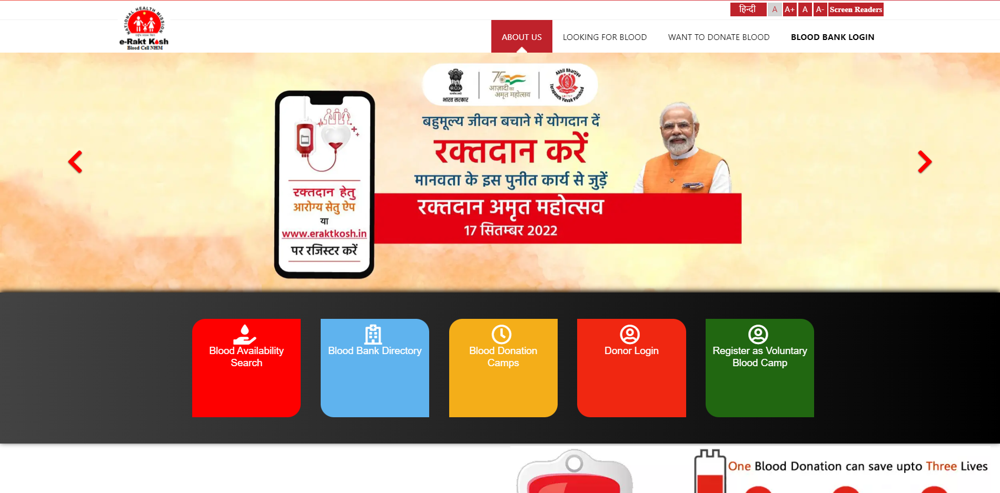 हिन्दी A A+ A A- Screen Readers
NATIONAL HEALTH MISSION
e-Rakt Kosh
Blood Cell NHM
ABOUT US LOOKING FOR BLOOD WANT TO DONATE BLOOD BLOOD BANK LOGIN
भारत सरकार
75
आज़ादी का
अमृत महोत्सव
Akhil Bhartiya
Terapanth Yuvak Parishad
बहुमूल्य जीवन बचाने में योगदान दें
रक्तदान करें
मानवता के इस पुनीत कार्य से जुड़ें
रक्तदान अमृत महोत्सव
17 सितम्बर 2022
रक्तदान हेतु
आरोग्य सेतु ऐप
या
www.eraktkosh.in
पर रजिस्टर करें
Blood Availability
Search
Blood Bank Directory
Blood Donation
Camps
Donor Login
Register as Voluntary
Blood Camp
One Blood Donation can save upto Three Lives